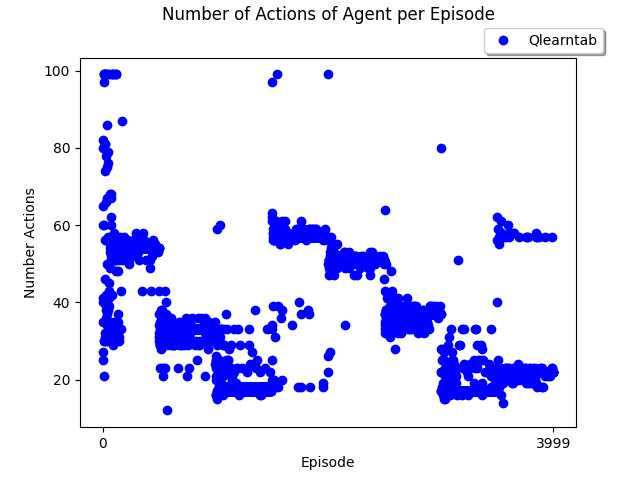 Number of Actions of Agent per Episode
Qlearntab
100
80
60
40
20
Number Actions
0
3999
Episode